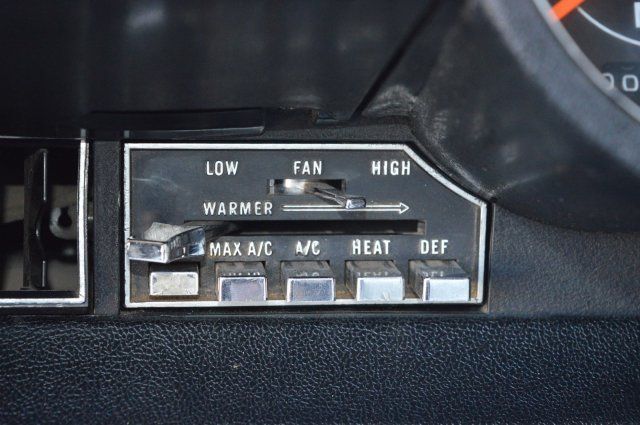 LOW FAN HIGH
WARMER
MAX A/C A/C HEAT DEF